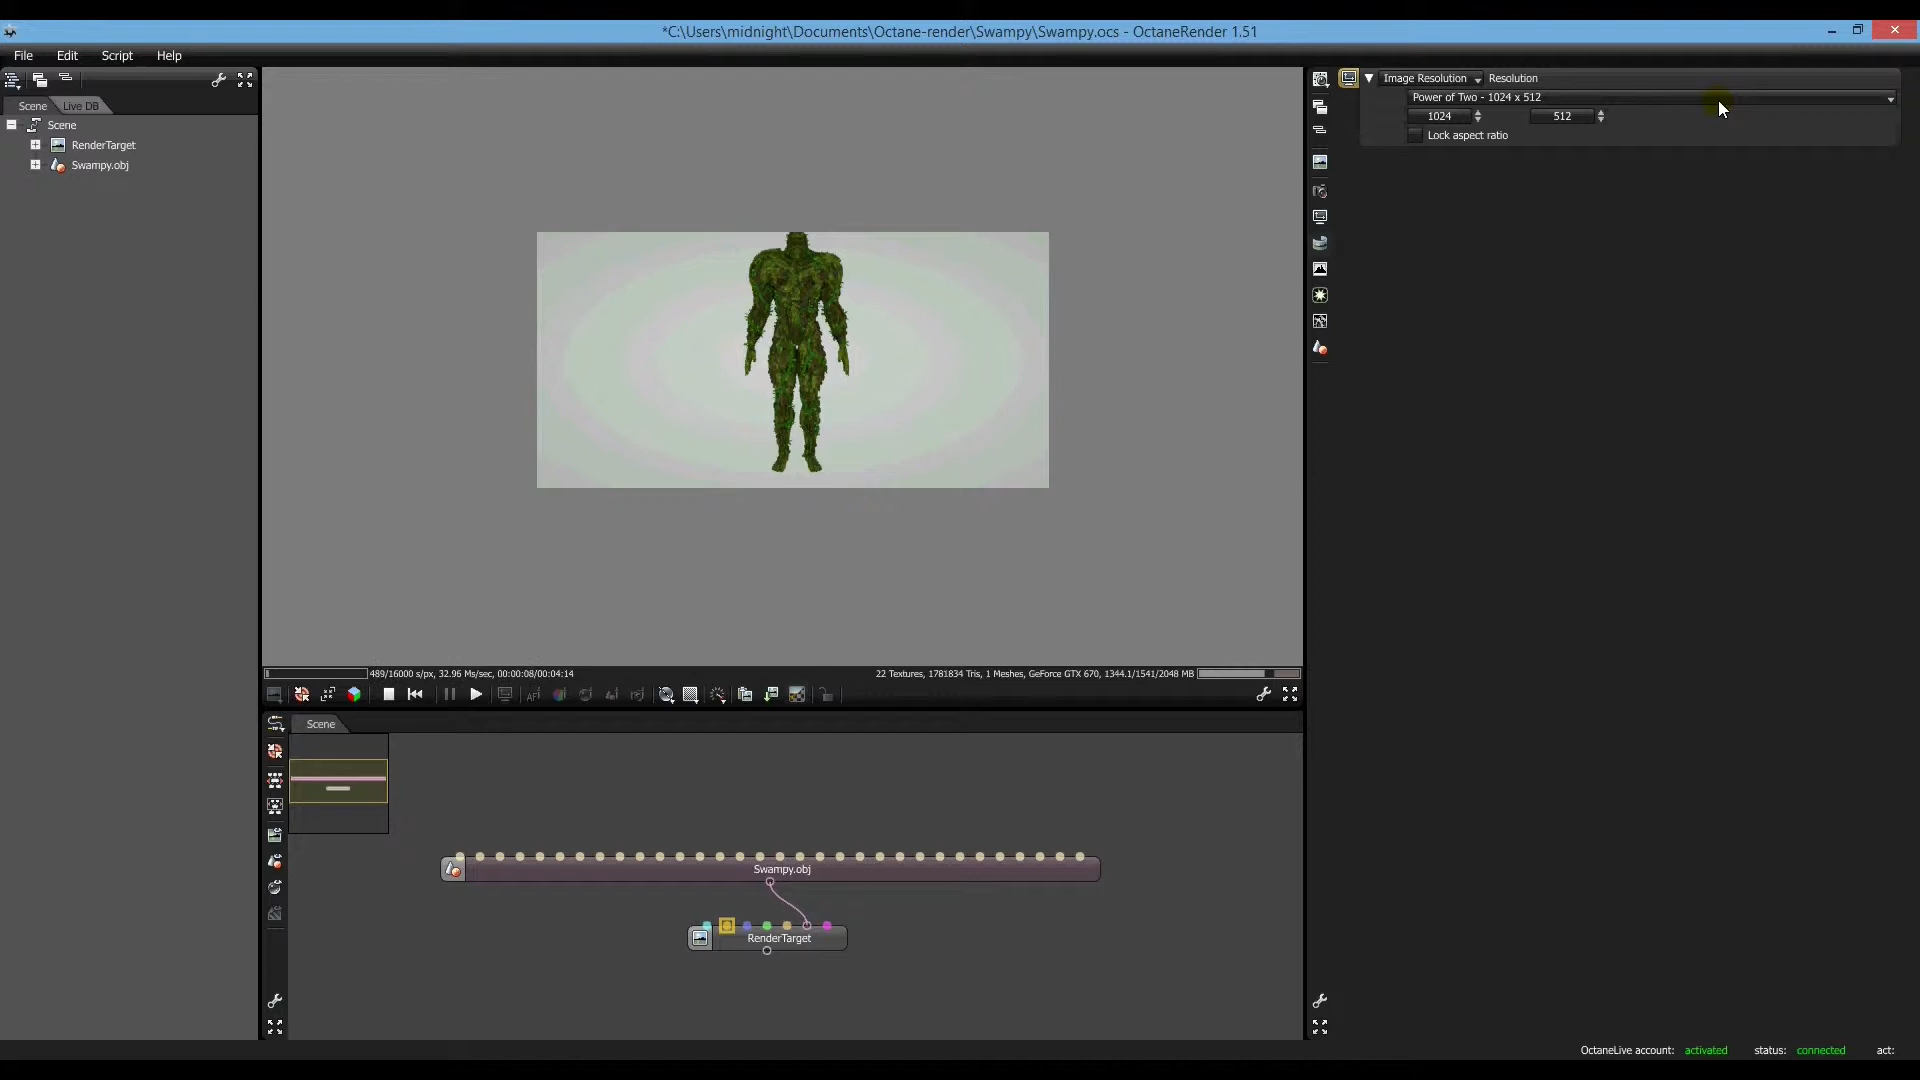 *C:\Users\midnight\Documents\Octane-render\Swampy\Swampy.ocs - OctaneRender 1.51
File Edit Script Help
Scene Live DB
Scene
RenderTarget
Swampy.obj
Image Resolution Resolution
Power of Two - 1024 x 512
1024 512
Lock aspect ratio
489/16000 s/px, 32.96 Ms/sec, 00:00:08/00:04:14
22 Textures, 1781834 Tris, 1 Meshes, GeForce GTX 670, 1344.1/1541/2048 MB
AF
Scene
Swampy.obj
RenderTarget
OctaneLive account: activated status: connected act: